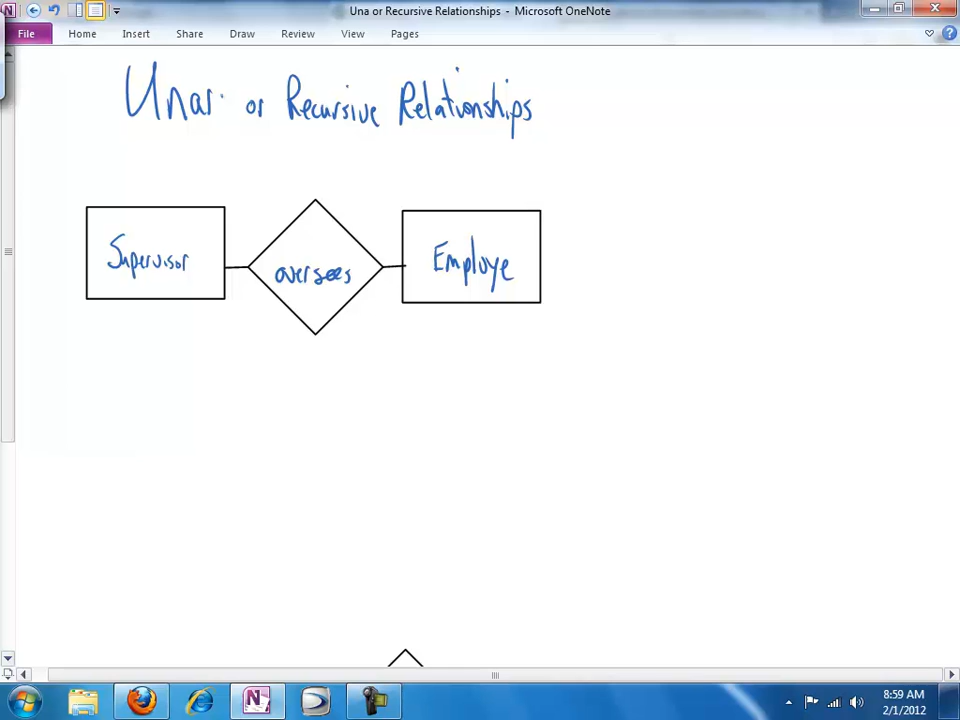 Una or Recursive Relationships - Microsoft OneNote
File Home Insert Share Draw Review View Pages
Unar or Recursive Relationships
Supervisor
oversees
Employe
8:59 AM
2/1/2012